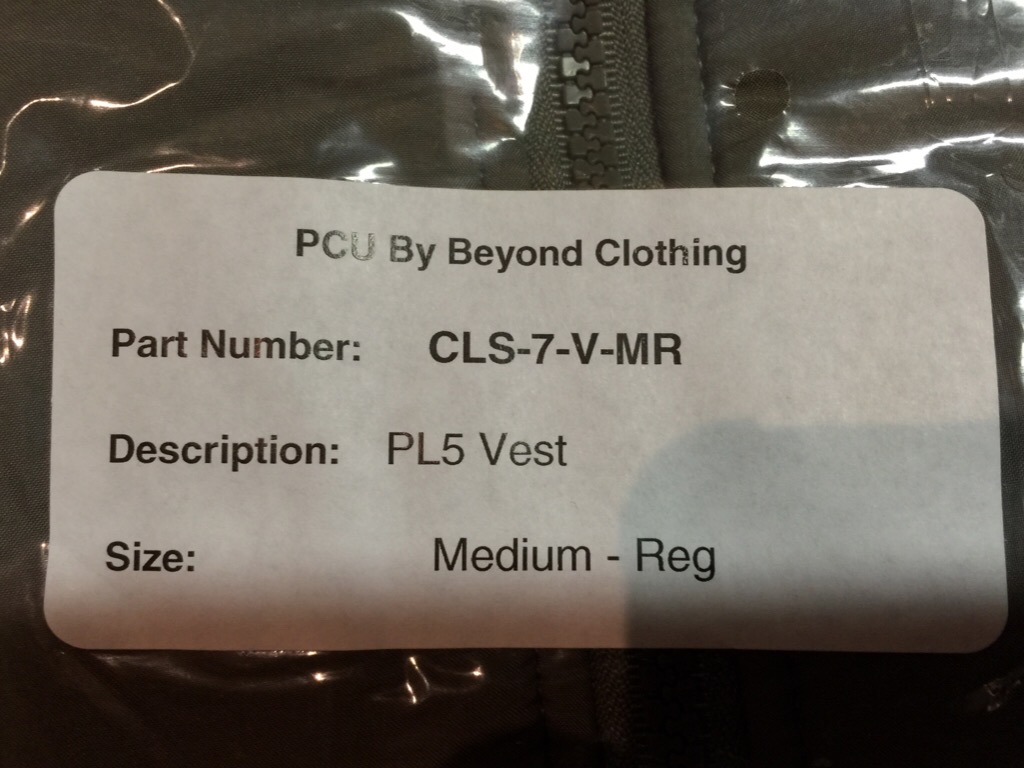 PCU By Beyond Clothing
Part Number: CLS-7-V-MR
Description: PL5 Vest
Size: Medium - Reg